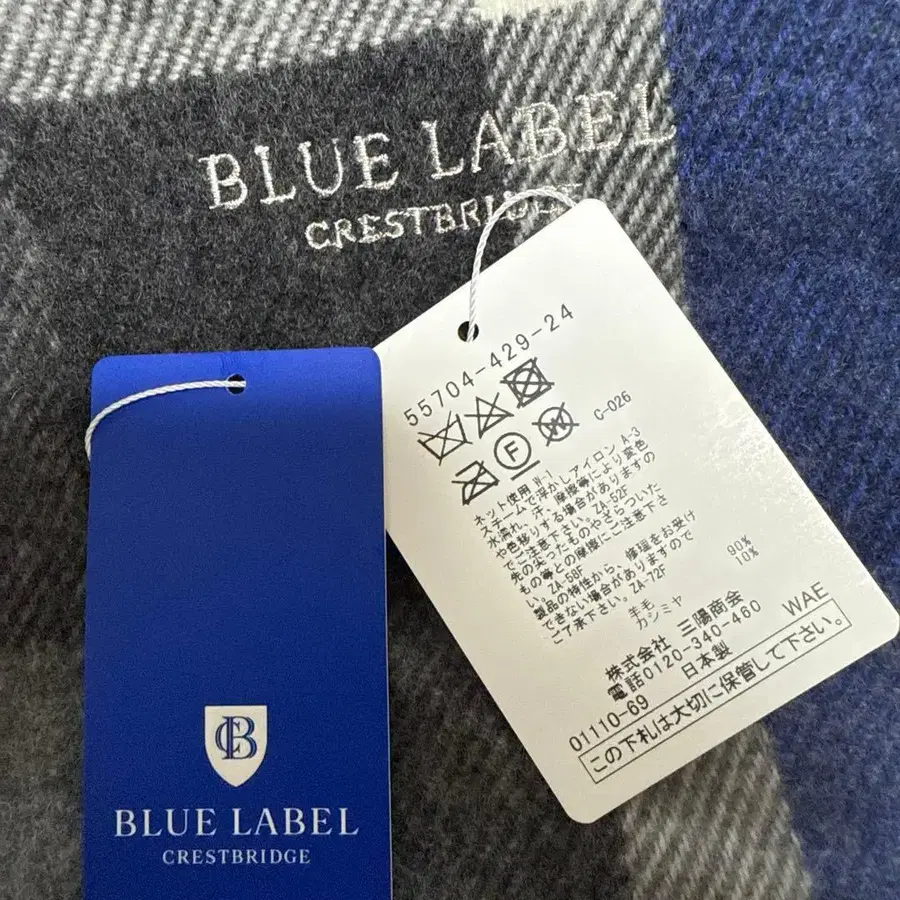 BLUE LABEL
CRESTBRIDGE
55704-429-24
C-026
ネット使用 W-1
スチームで浮かしアイロン A-3
水濡れ、汗、摩擦等により変色
や色移りする場合がありますの
でご注意下さい。ZA-52F
先の尖ったものやざらついた
もの等との摩擦にご注意下さ
い。ZA-58F
製品の特性から、修理をお受け
できない場合がありますので
ご了承下さい。ZA-72F
羊毛 90%
カシミヤ 10%
株式会社 三陽商会
電話0120-340-460 WAE
01110-69 日本製
この下札は大切に保管して下さい。
BLUE LABEL
CRESTBRIDGE